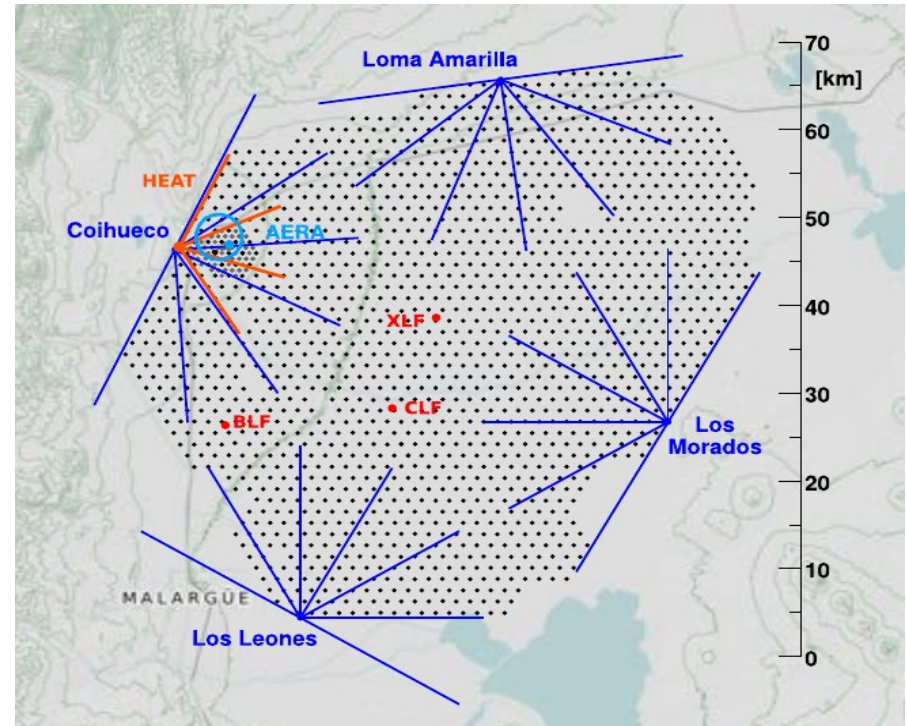 70
Loma Amarilla
[km]
60
HEAT
50
Coihueco
AERA
40
XLF
30
CLF
BLF
Los
Morados
20
10
MALARGÜE
Los Leones
0